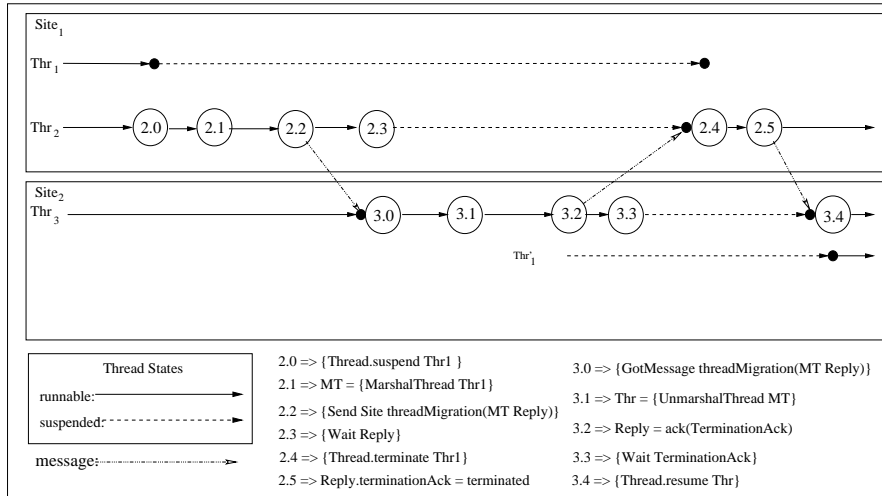 Site1
Thr1
Thr2 2.0 2.1 2.2 2.3 2.4 2.5
Site2
Thr3 3.0 3.1 3.2 3.3 3.4
Thr'1
Thread States
runnable:
suspended:
message:
2.0 => {Thread.suspend Thr1 }
2.1 => MT = {MarshalThread Thr1}
2.2 => {Send Site threadMigration(MT Reply)}
2.3 => {Wait Reply}
2.4 => {Thread.terminate Thr1}
2.5 => Reply.terminationAck = terminated
3.0 => {GotMessage threadMigration(MT Reply)}
3.1 => Thr = {UnmarshalThread MT}
3.2 => Reply = ack(TerminationAck)
3.3 => {Wait TerminationAck}
3.4 => {Thread.resume Thr}